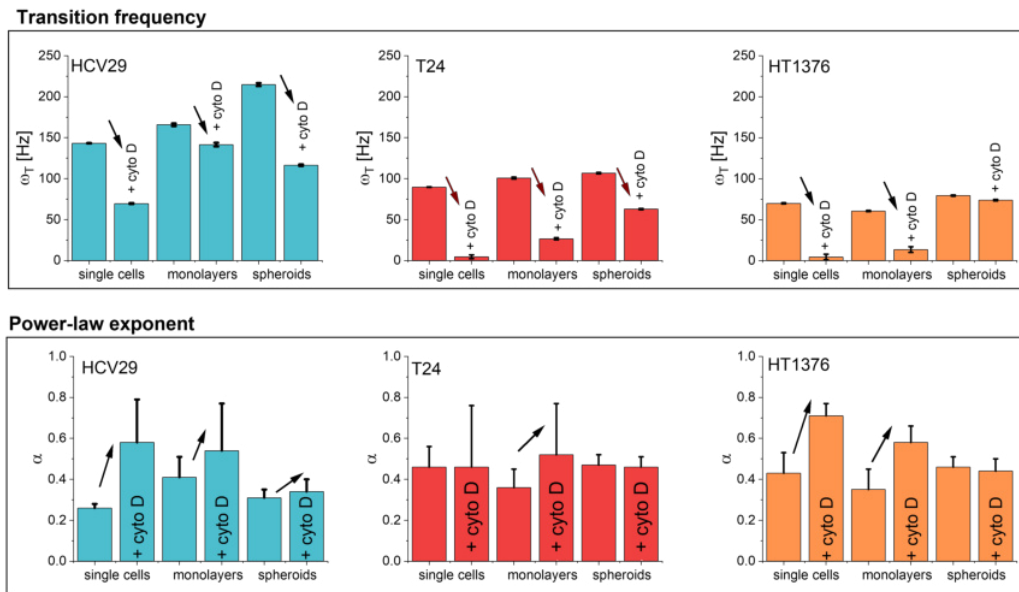 Transition frequency
HCV29
ω_T [Hz]
250
200
150
100
50
0
+ cyto D
+ cyto D
+ cyto D
single cells
monolayers
spheroids
T24
ω_T [Hz]
250
200
150
100
50
0
+ cyto D
+ cyto D
+ cyto D
single cells
monolayers
spheroids
HT1376
ω_T [Hz]
250
200
150
100
50
0
+ cyto D
+ cyto D
+ cyto D
single cells
monolayers
spheroids
Power-law exponent
HCV29
α
1.0
0.8
0.6
0.4
0.2
0.0
+ cyto D
+ cyto D
+ cyto D
single cells
monolayers
spheroids
T24
α
1.0
0.8
0.6
0.4
0.2
0.0
+ cyto D
+ cyto D
+ cyto D
single cells
monolayers
spheroids
HT1376
α
1.0
0.8
0.6
0.4
0.2
0.0
+ cyto D
+ cyto D
+ cyto D
single cells
monolayers
spheroids